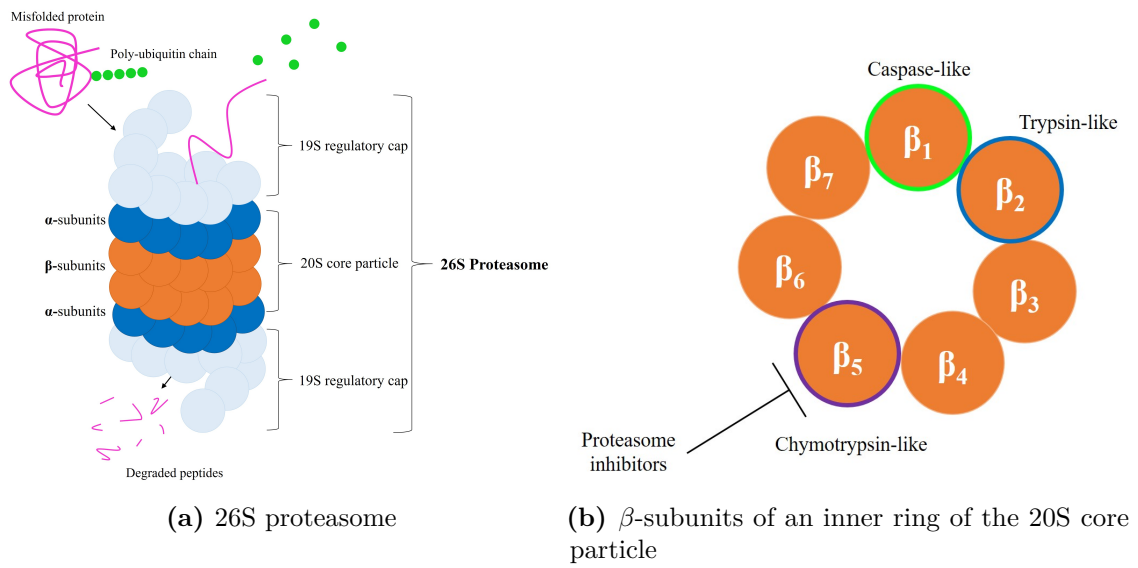 Misfolded protein
Poly-ubiquitin chain
19S regulatory cap
α-subunits
β-subunits
α-subunits
20S core particle
26S Proteasome
19S regulatory cap
Degraded peptides
(a) 26S proteasome
Caspase-like
Trypsin-like
β1
β2
β3
β4
β5
β6
β7
Proteasome
inhibitors
Chymotrypsin-like
(b) β-subunits of an inner ring of the 20S core
particle